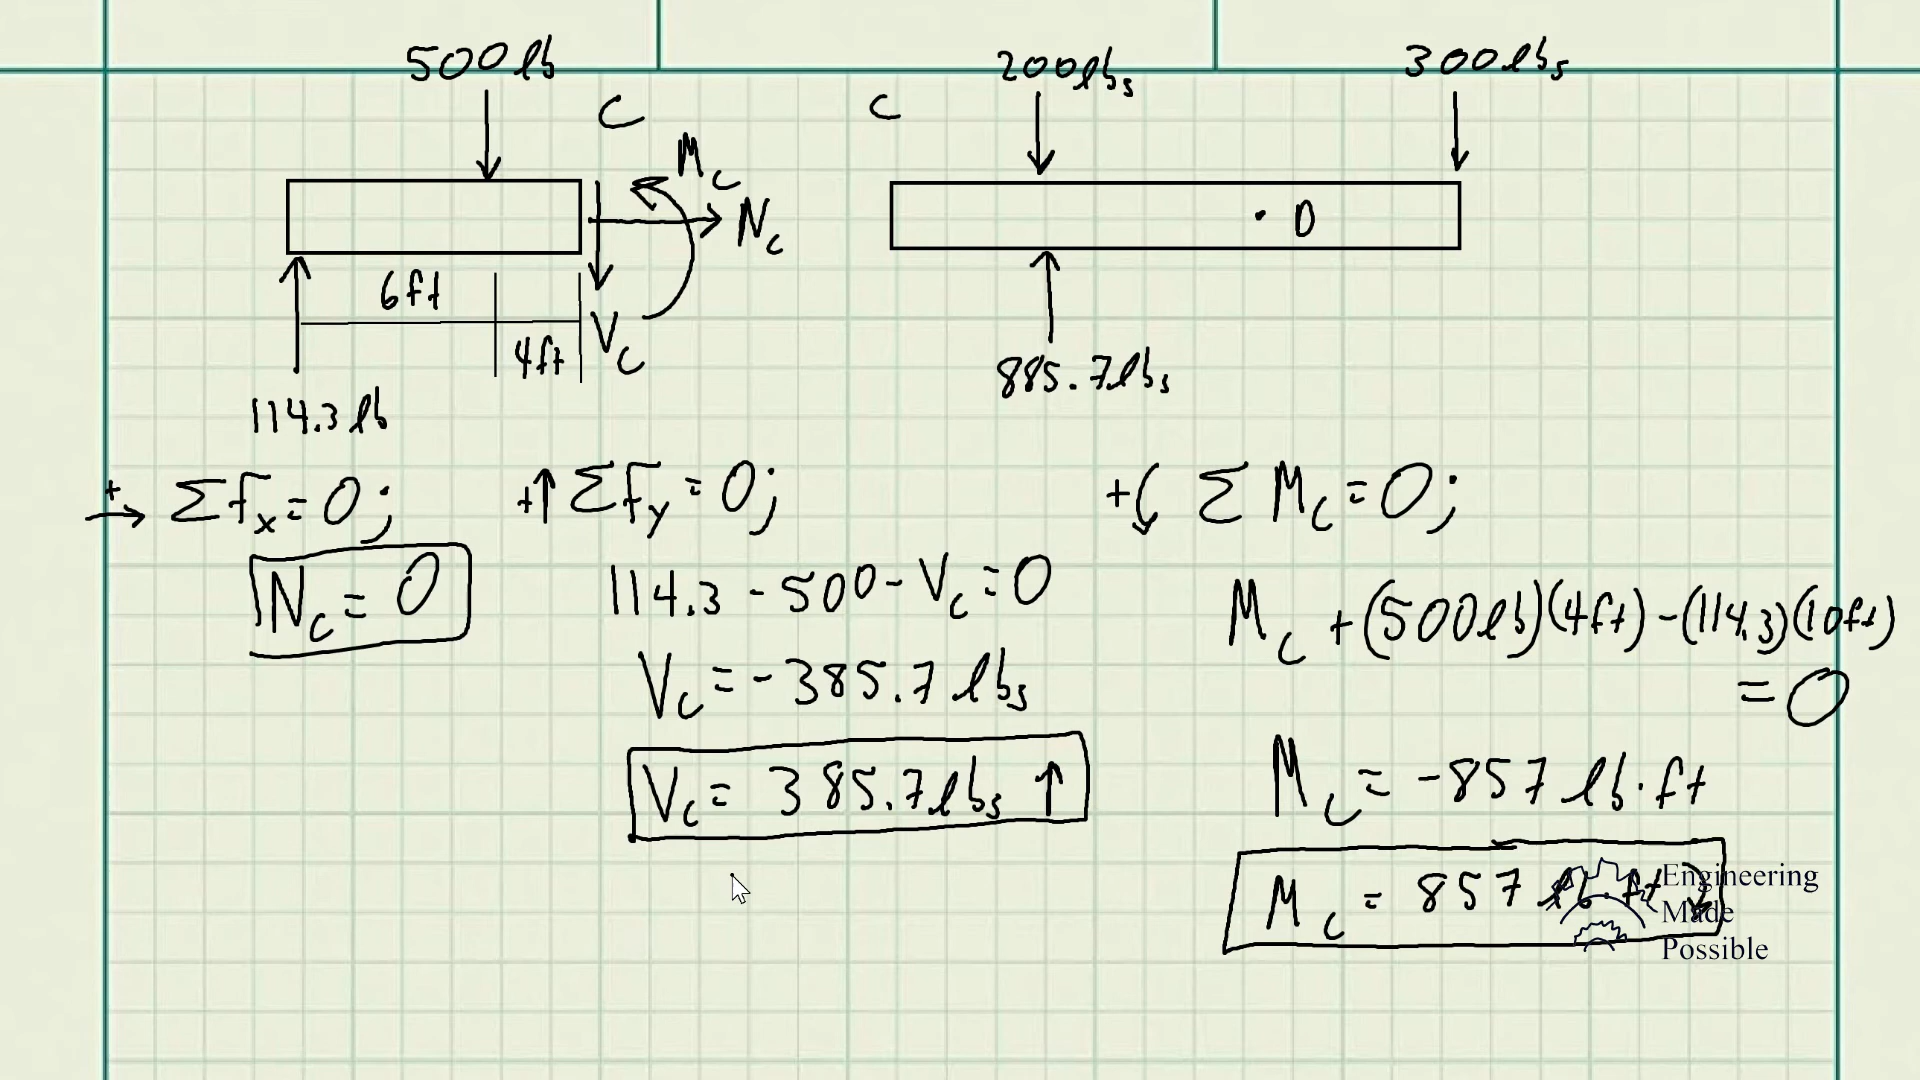 500 lb
200 lbs
300 lbs
C
C
M_C
N_C
· D
6 ft
4 ft
V_C
885.7 lbs
114.3 lb
+→ ΣF_x = 0;
+↑ ΣF_y = 0;
+ ΣM_C = 0;
N_C = 0
114.3 - 500 - V_C = 0
M_C + (500 lb)(4 ft) - (114.3)(10 ft)
= 0
V_C = -385.7 lbs
M_C = -857 lb·ft
V_C = 385.7 lbs ↑
M_C = 857 lb·ft
Engineering
Made
Possible